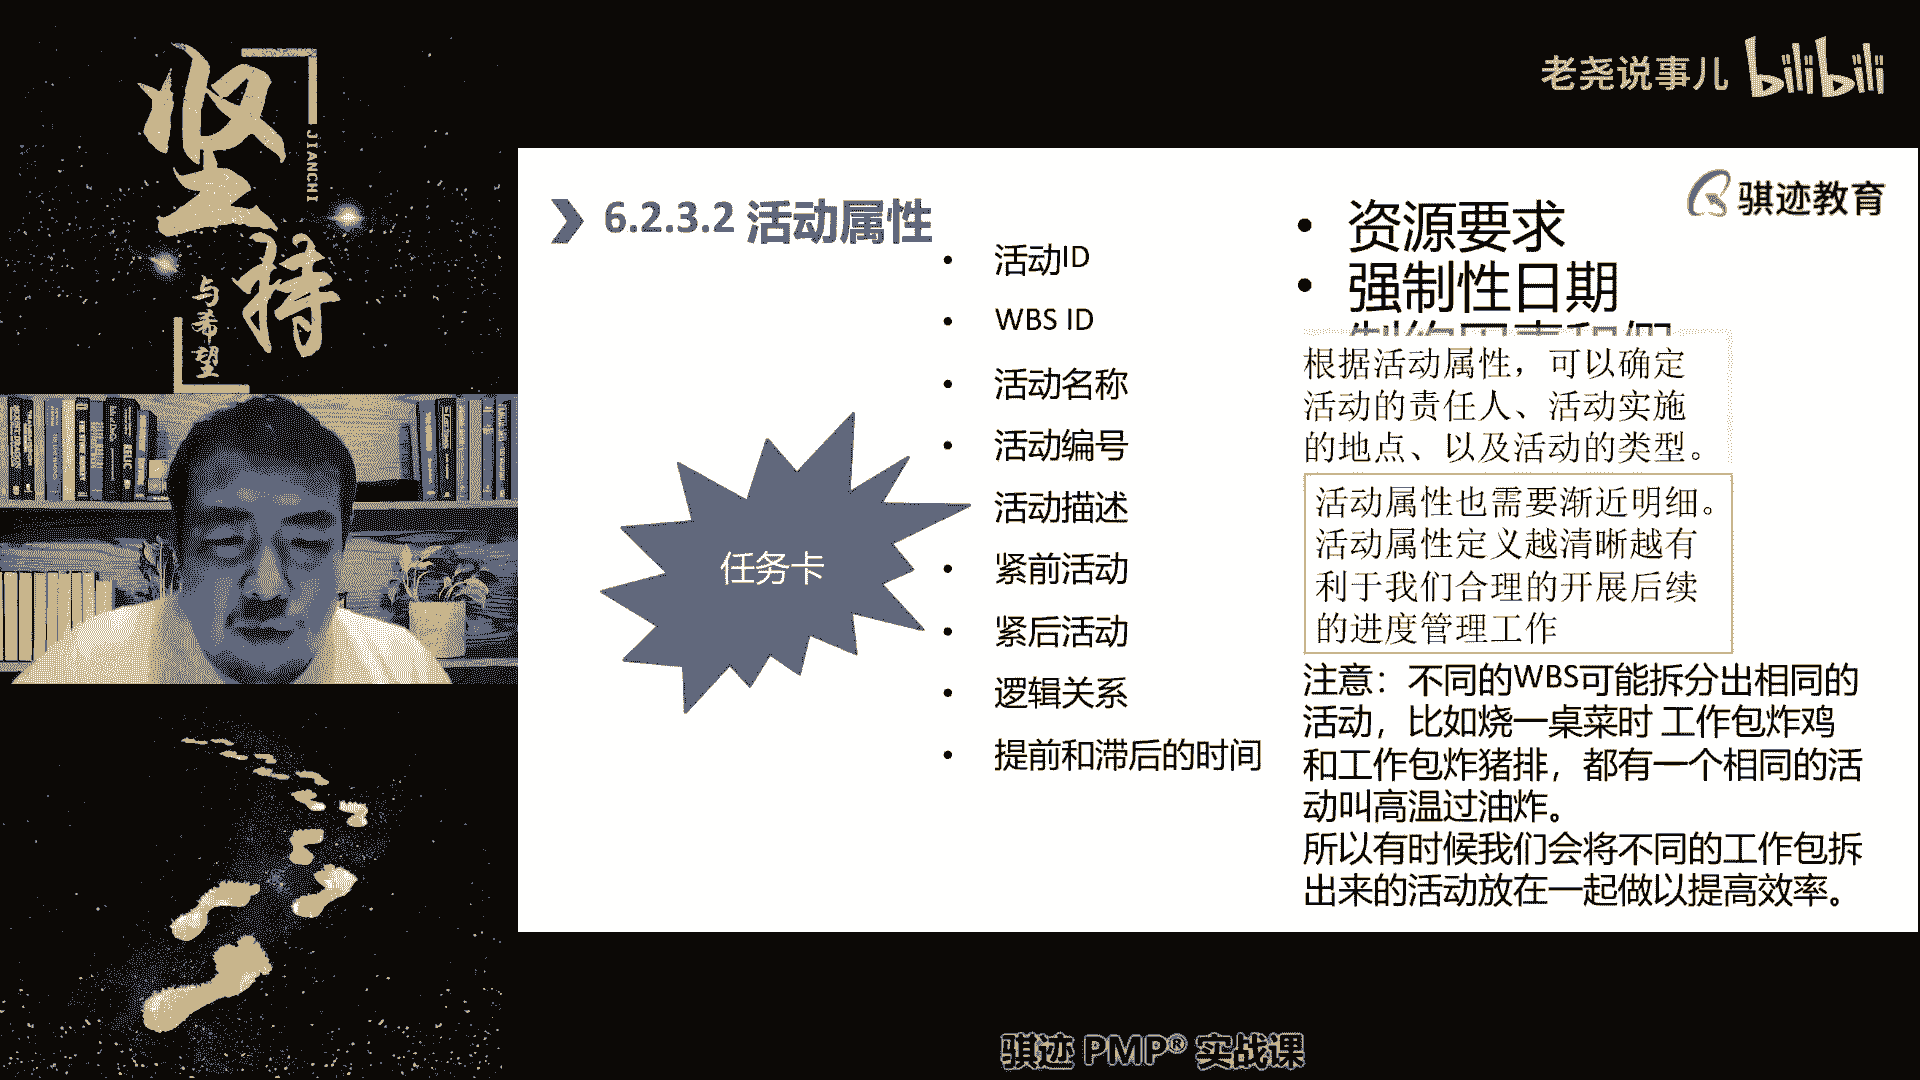 坚持
JIANCHI
与希望
老尧说事儿 bilibili
骐迹教育
6.2.3.2 活动属性
• 活动ID
• WBS ID
• 活动名称
• 活动编号
• 活动描述
• 紧前活动
• 紧后活动
• 逻辑关系
• 提前和滞后的时间
任务卡
• 资源要求
• 强制性日期
根据活动属性，可以确定
活动的责任人、活动实施
的地点、以及活动的类型。
活动属性也需要渐近明细。
活动属性定义越清晰越有
利于我们合理的开展后续
的进度管理工作
注意：不同的WBS可能拆分出相同的
活动，比如烧一桌菜时 工作包炸鸡
和工作包炸猪排，都有一个相同的活
动叫高温过油炸。
所以有时候我们会将不同的工作包拆
出来的活动放在一起做以提高效率。
骐迹 PMP® 实战课